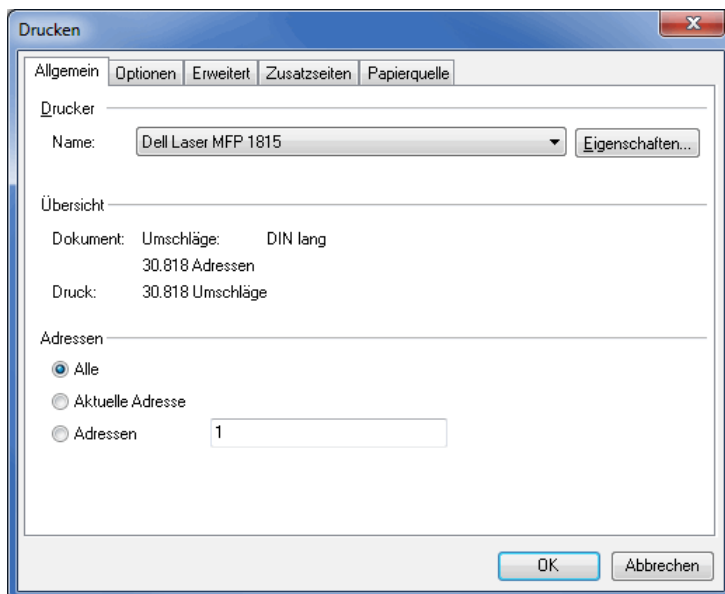 Drucken
Allgemein Optionen Erweitert Zusatzseiten Papierquelle
Drucker
Name: Dell Laser MFP 1815 Eigenschaften...
Übersicht
Dokument: Umschläge: DIN lang
30.818 Adressen
Druck: 30.818 Umschläge
Adressen
Alle
Aktuelle Adresse
Adressen 1
OK Abbrechen